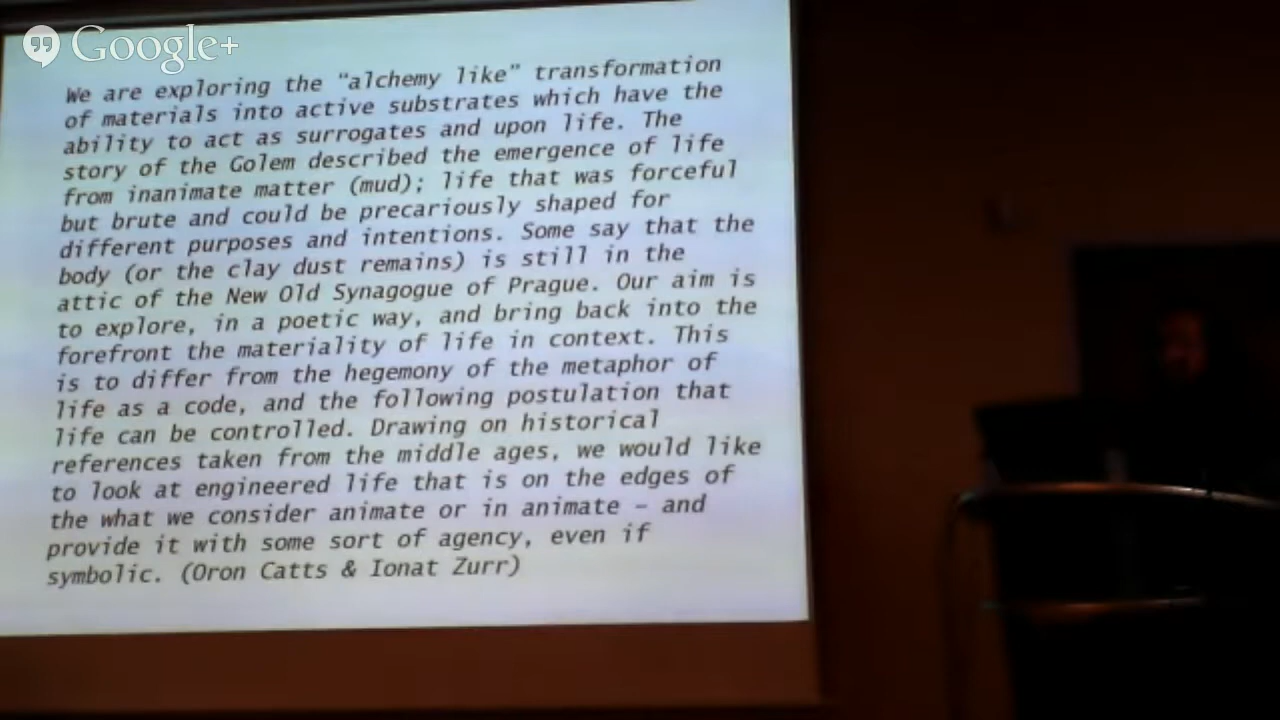 Google+
We are exploring the “alchemy like” transformation
of materials into active substrates which have the
ability to act as surrogates and upon life. The
story of the Golem described the emergence of life
from inanimate matter (mud); life that was forceful
but brute and could be precariously shaped for
different purposes and intentions. Some say that the
body (or the clay dust remains) is still in the
attic of the New Old Synagogue of Prague. Our aim is
to explore, in a poetic way, and bring back into the
forefront the materiality of life in context. This
is to differ from the hegemony of the metaphor of
life as a code, and the following postulation that
life can be controlled. Drawing on historical
references taken from the middle ages, we would like
to look at engineered life that is on the edges of
the what we consider animate or in animate – and
provide it with some sort of agency, even if
symbolic. (Oron Catts & Ionat Zurr)